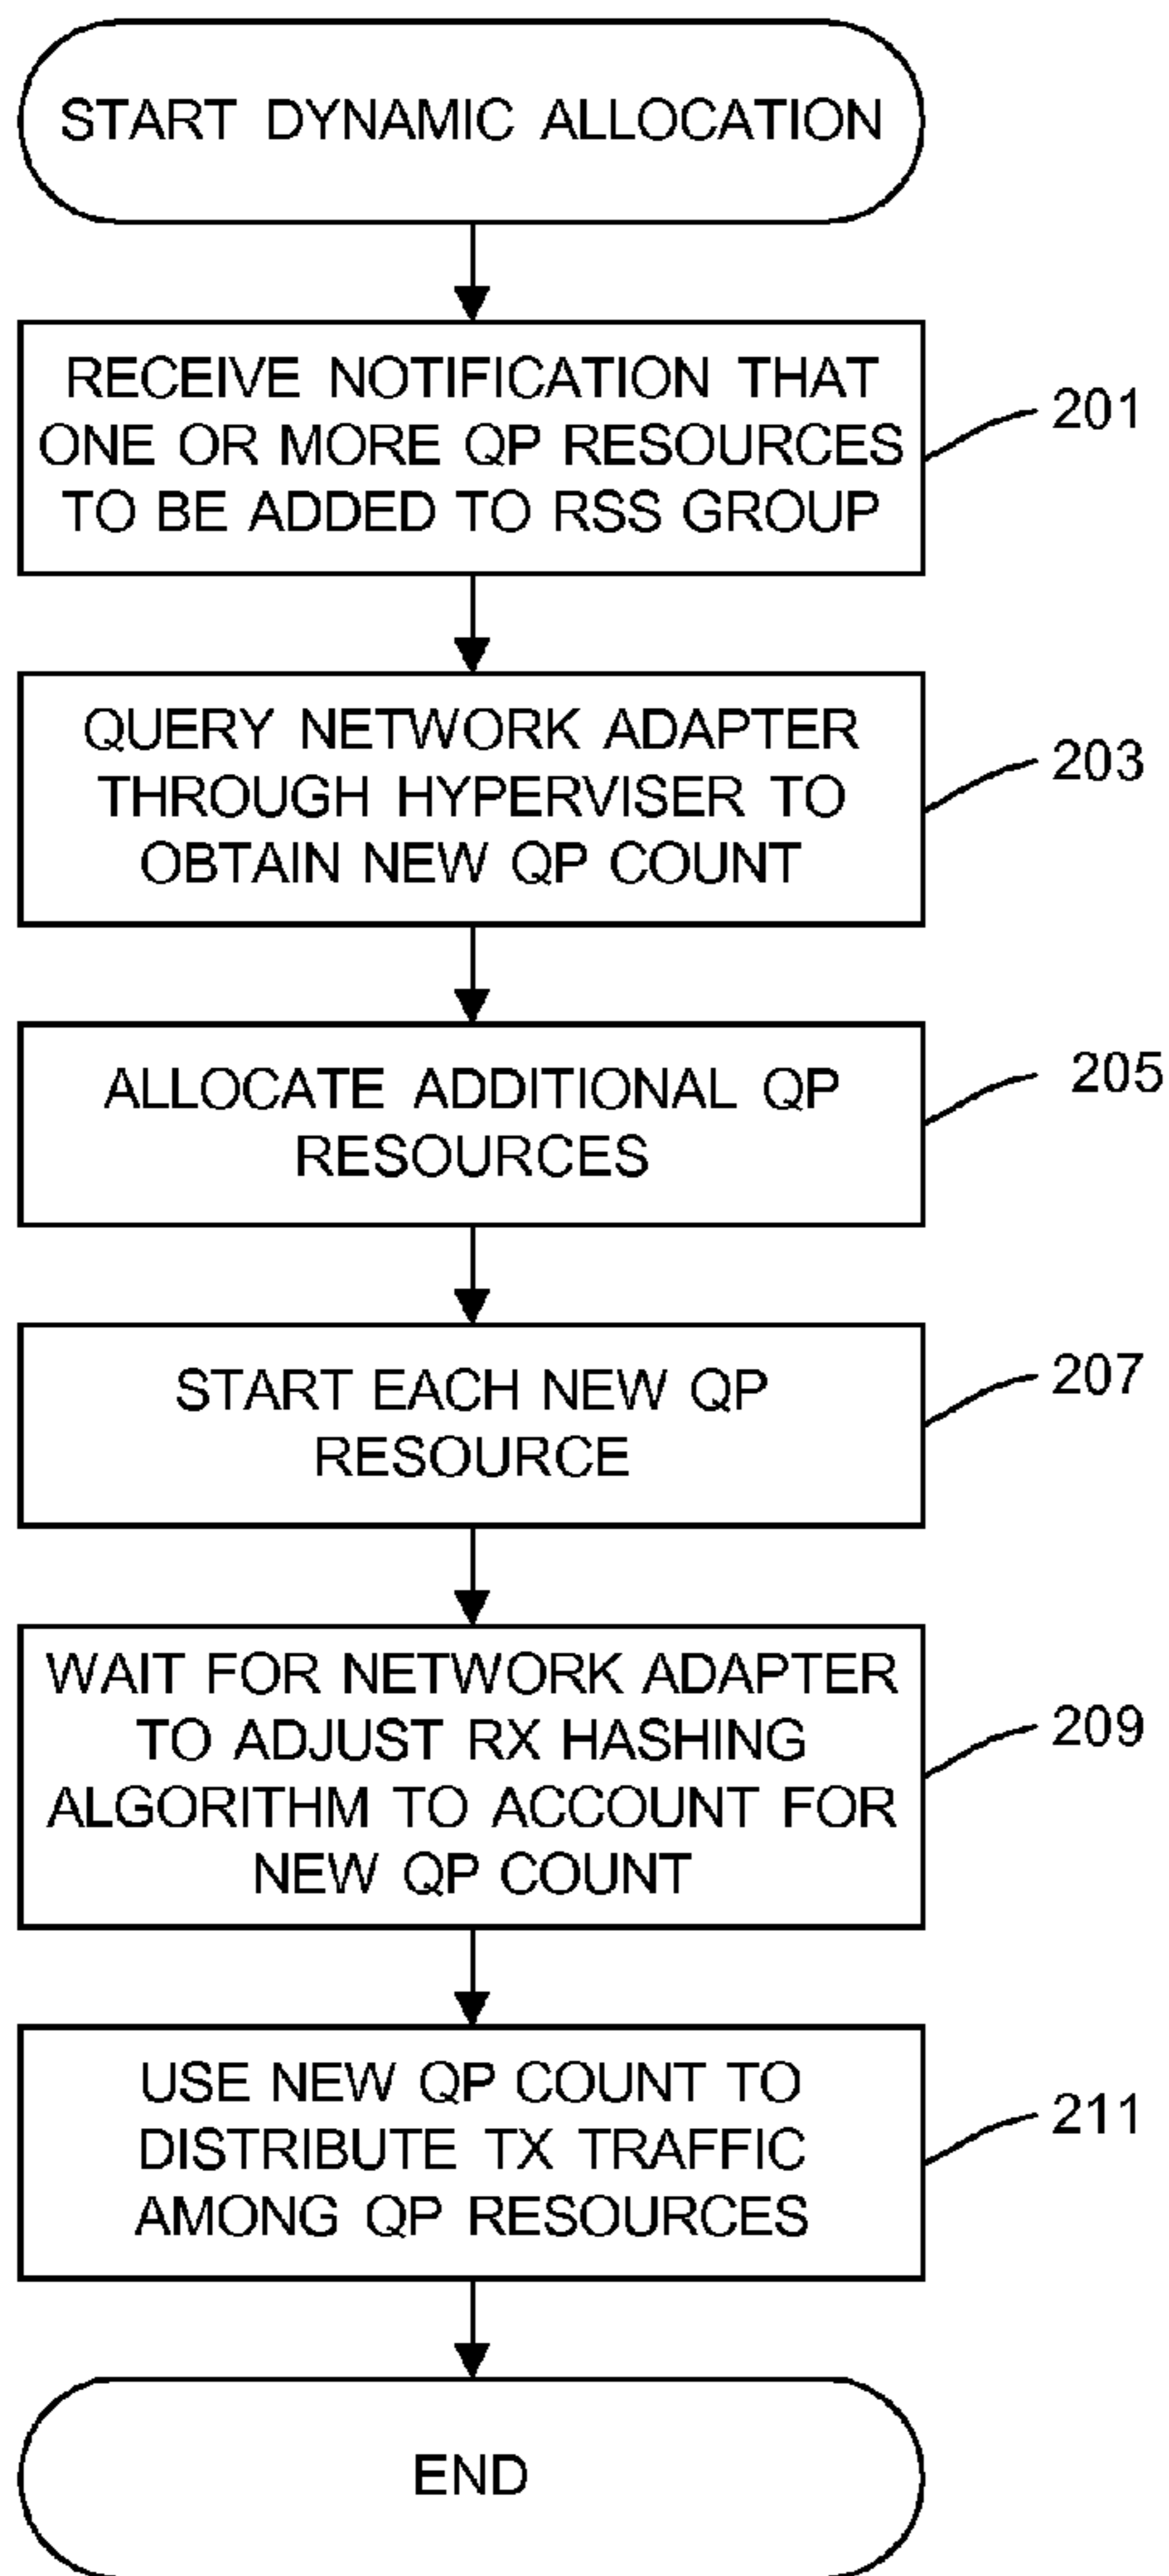 START DYNAMIC ALLOCATION
RECEIVE NOTIFICATION THAT
ONE OR MORE QP RESOURCES
TO BE ADDED TO RSS GROUP
201
QUERY NETWORK ADAPTER
THROUGH HYPERVISER TO
OBTAIN NEW QP COUNT
203
ALLOCATE ADDITIONAL QP
RESOURCES
205
START EACH NEW QP
RESOURCE
207
WAIT FOR NETWORK ADAPTER
TO ADJUST RX HASHING
ALGORITHM TO ACCOUNT FOR
NEW QP COUNT
209
USE NEW QP COUNT TO
DISTRIBUTE TX TRAFFIC
AMONG QP RESOURCES
211
END